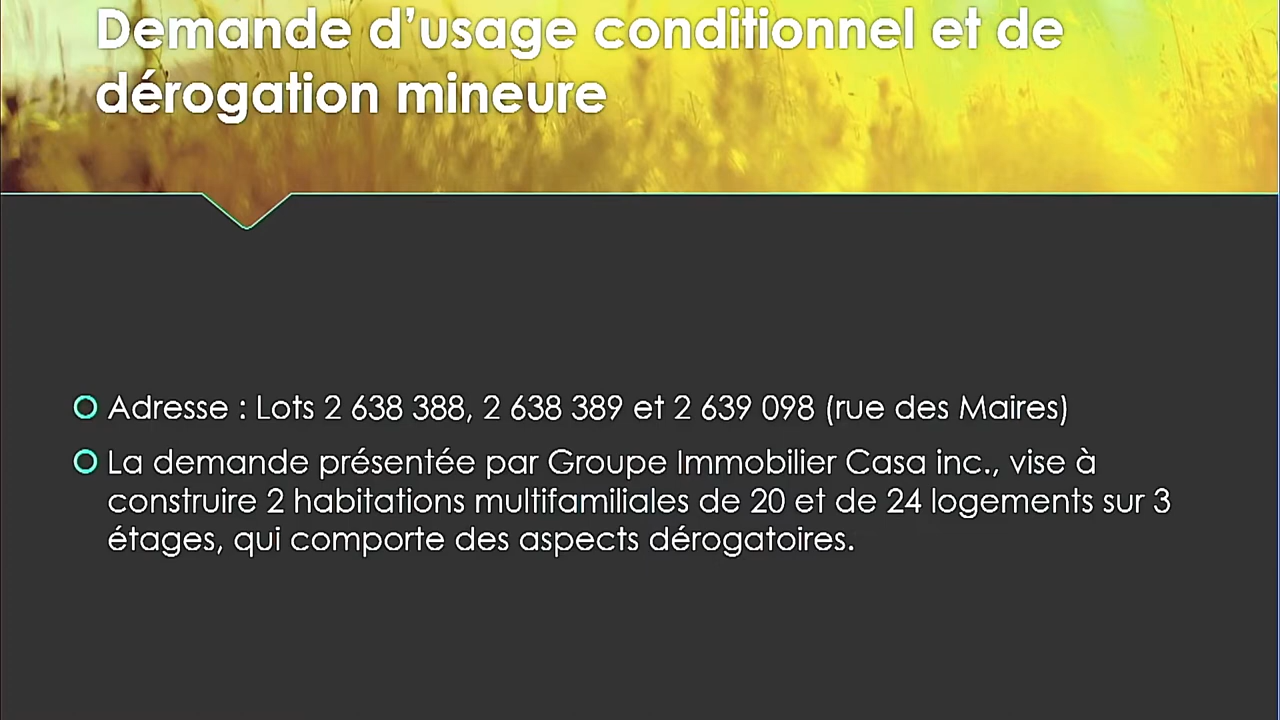 Demande d’usage conditionnel et de
dérogation mineure
Adresse : Lots 2 638 388, 2 638 389 et 2 639 098 (rue des Maires)
La demande présentée par Groupe Immobilier Casa inc., vise à
construire 2 habitations multifamiliales de 20 et de 24 logements sur 3
étages, qui comporte des aspects dérogatoires.